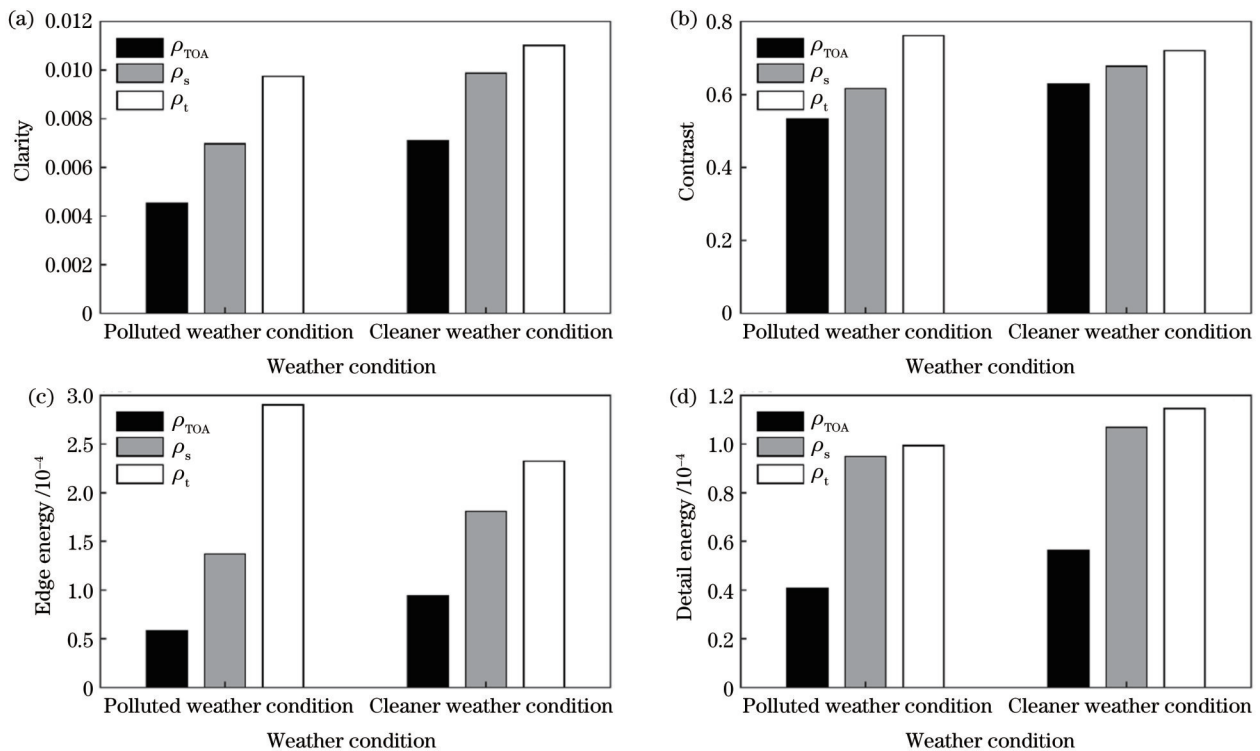 (a)
0.012
0.010
0.008
0.006
0.004
0.002
0
Clarity
ρTOA
ρs
ρt
Polluted weather condition
Cleaner weather condition
Weather condition
(b)
0.8
0.6
0.4
0.2
0
Contrast
ρTOA
ρs
ρt
Polluted weather condition
Cleaner weather condition
Weather condition
(c)
3.0
2.5
2.0
1.5
1.0
0.5
0
Edge energy /10⁻⁴
ρTOA
ρs
ρt
Polluted weather condition
Cleaner weather condition
Weather condition
(d)
1.2
1.0
0.8
0.6
0.4
0.2
0
Detail energy /10⁻⁴
ρTOA
ρs
ρt
Polluted weather condition
Cleaner weather condition
Weather condition